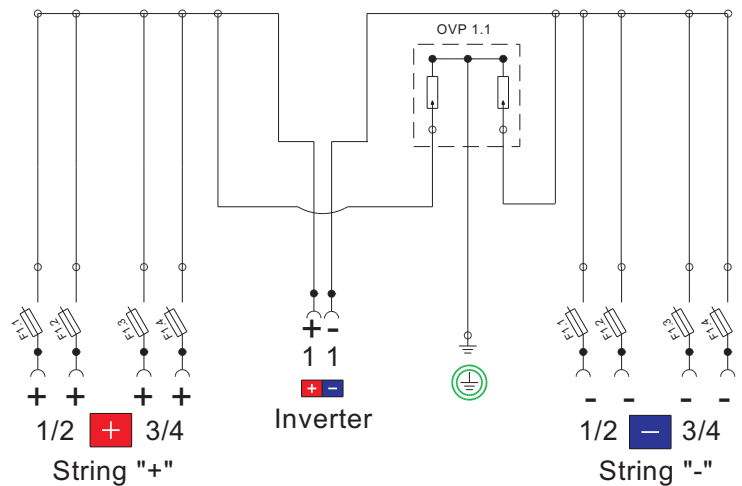 OVP 1.1
F1.1 F1.2 F1.3 F1.4 F1.1 F1.2 F1.3 F1.4
+ + + + + - - - - -
1 1
+ -
1/2 + 3/4 Inverter 1/2 - 3/4
String "+" String "-"